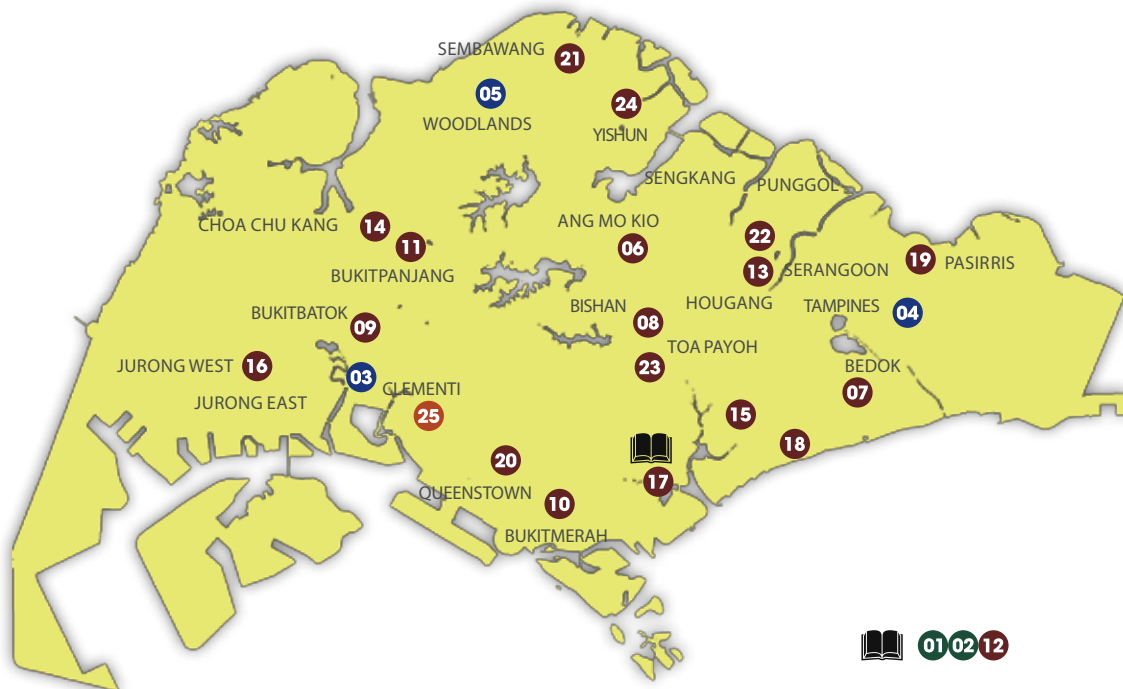 SEMBAWANG
21
05
24
WOODLANDS
YISHUN
SENGKANG
PUNGGOL
CHOA CHU KANG
14
ANG MO KIO
22
11
06
BUKITPANJANG
13
SERANGOON
19
PASIRRIS
BUKITBATOK
09
BISHAN
08
HOUGANG
TAMPINES
04
JURONG WEST
16
TOA PAYOH
23
03
CLEMENTI
BEDOK
07
JURONG EAST
25
15
18
20
17
QUEENSTOWN
10
BUKITMERAH
01 02 12